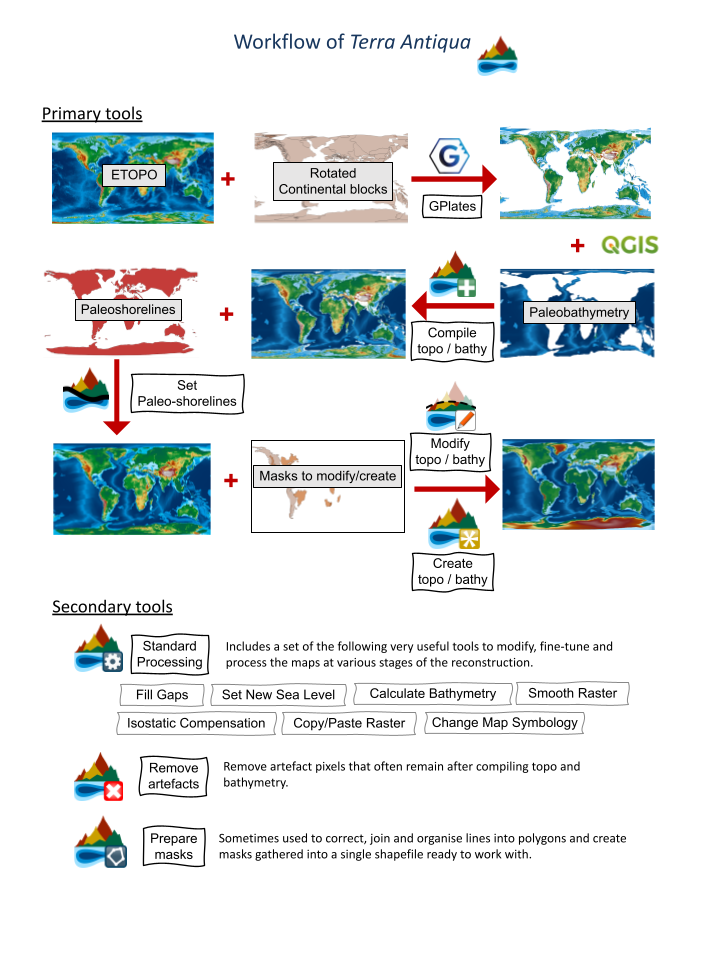 Workflow of Terra Antiqua
Primary tools
ETOPO
+
Rotated
Continental blocks
G
GPlates
+
QGIS
Paleoshorelines
+
Compile
topo / bathy
Paleobathymetry
Set
Paleo-shorelines
+
Masks to modify/create
Modify
topo / bathy
Create
topo / bathy
Secondary tools
Standard
Processing
Includes a set of the following very useful tools to modify, fine-tune and
process the maps at various stages of the reconstruction.
Fill Gaps
Set New Sea Level
Calculate Bathymetry
Smooth Raster
Isostatic Compensation
Copy/Paste Raster
Change Map Symbology
Remove
artefacts
Remove artefact pixels that often remain after compiling topo and
bathymetry.
Prepare
masks
Sometimes used to correct, join and organise lines into polygons and create
masks gathered into a single shapefile ready to work with.